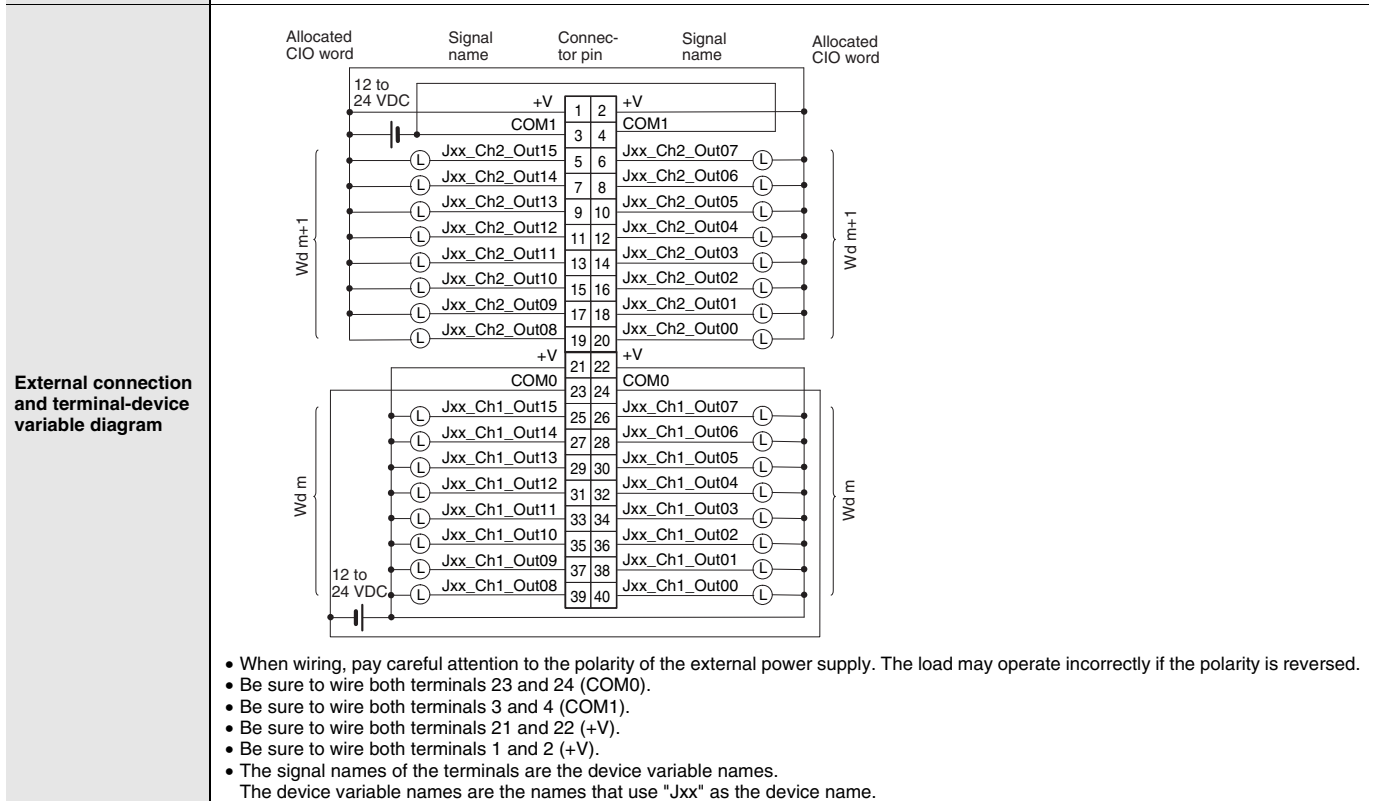 External connection
and terminal-device
variable diagram
Allocated
CIO word
Signal
name
Connec-
tor pin
Signal
name
Allocated
CIO word
12 to
24 VDC
+V 1 2 +V
COM1 3 4 COM1
L Jxx_Ch2_Out15 5 6 Jxx_Ch2_Out07 L
L Jxx_Ch2_Out14 7 8 Jxx_Ch2_Out06 L
L Jxx_Ch2_Out13 9 10 Jxx_Ch2_Out05 L
L Jxx_Ch2_Out12 11 12 Jxx_Ch2_Out04 L
L Jxx_Ch2_Out11 13 14 Jxx_Ch2_Out03 L
L Jxx_Ch2_Out10 15 16 Jxx_Ch2_Out02 L
L Jxx_Ch2_Out09 17 18 Jxx_Ch2_Out01 L
L Jxx_Ch2_Out08 19 20 Jxx_Ch2_Out00 L
Wd m+1
Wd m+1
+V 21 22 +V
COM0 23 24 COM0
L Jxx_Ch1_Out15 25 26 Jxx_Ch1_Out07 L
L Jxx_Ch1_Out14 27 28 Jxx_Ch1_Out06 L
L Jxx_Ch1_Out13 29 30 Jxx_Ch1_Out05 L
L Jxx_Ch1_Out12 31 32 Jxx_Ch1_Out04 L
L Jxx_Ch1_Out11 33 34 Jxx_Ch1_Out03 L
L Jxx_Ch1_Out10 35 36 Jxx_Ch1_Out02 L
L Jxx_Ch1_Out09 37 38 Jxx_Ch1_Out01 L
L Jxx_Ch1_Out08 39 40 Jxx_Ch1_Out00 L
Wd m
Wd m
12 to
24 VDC
• When wiring, pay careful attention to the polarity of the external power supply. The load may operate incorrectly if the polarity is reversed.
• Be sure to wire both terminals 23 and 24 (COM0).
• Be sure to wire both terminals 3 and 4 (COM1).
• Be sure to wire both terminals 21 and 22 (+V).
• Be sure to wire both terminals 1 and 2 (+V).
• The signal names of the terminals are the device variable names.
The device variable names are the names that use "Jxx" as the device name.